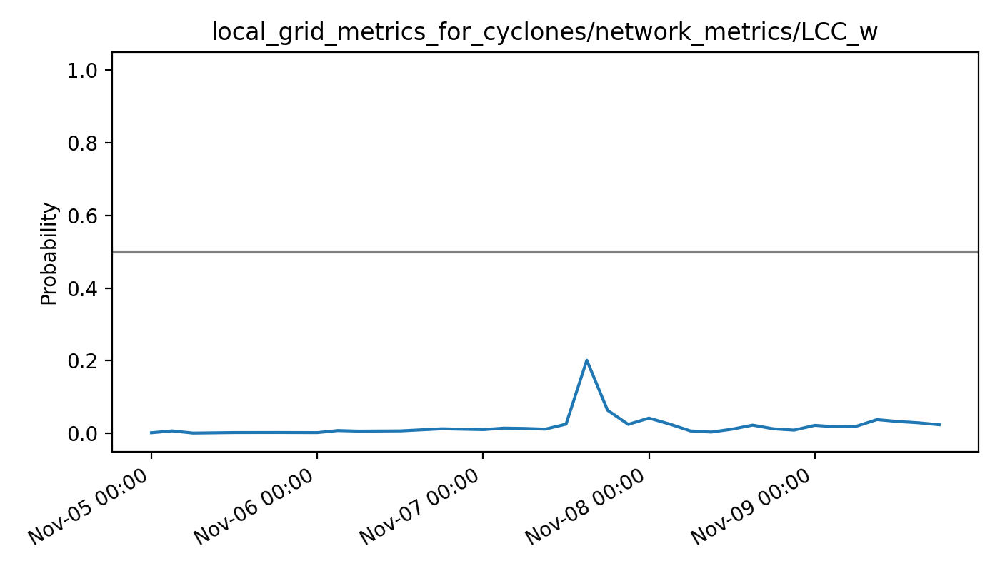 local_grid_metrics_for_cyclones/network_metrics/LCC_w
Probability
1.0
0.8
0.6
0.4
0.2
0.0
Nov-05 00:00
Nov-06 00:00
Nov-07 00:00
Nov-08 00:00
Nov-09 00:00